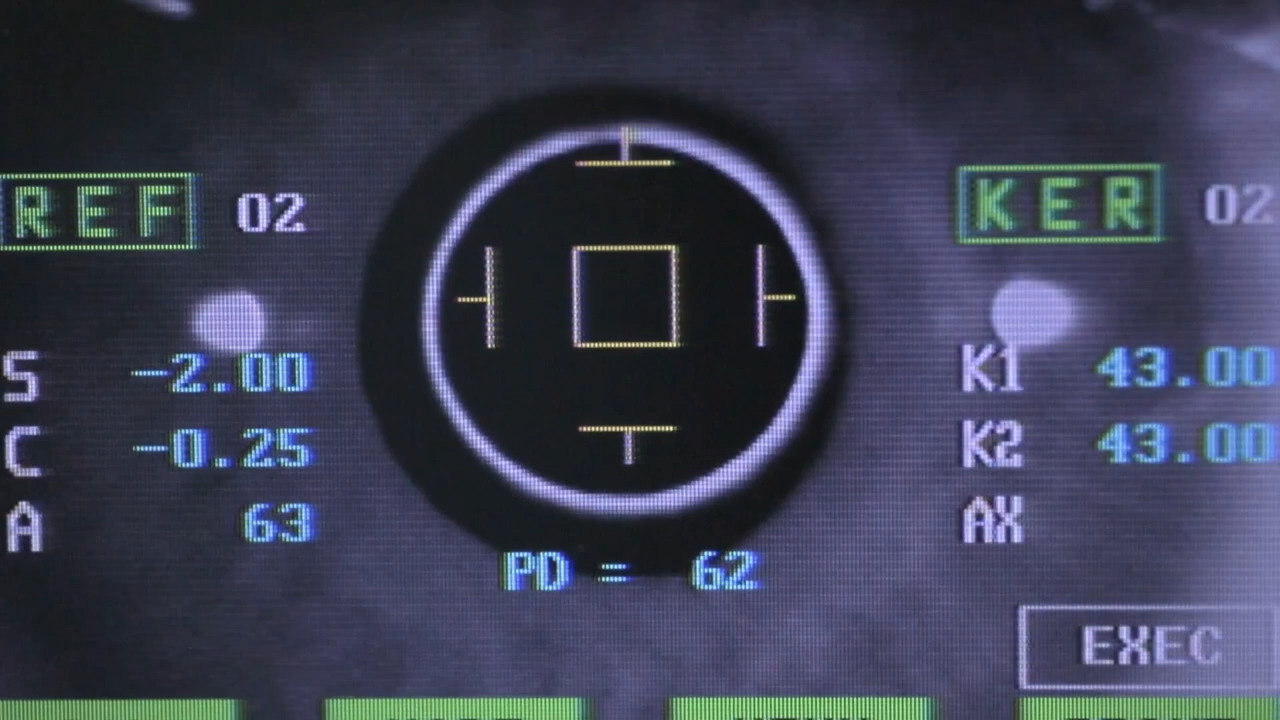 REF 02
KER 02
S -2.00
K1 43.00
C -0.25
K2 43.00
A 63
AX
PD = 62
EXEC